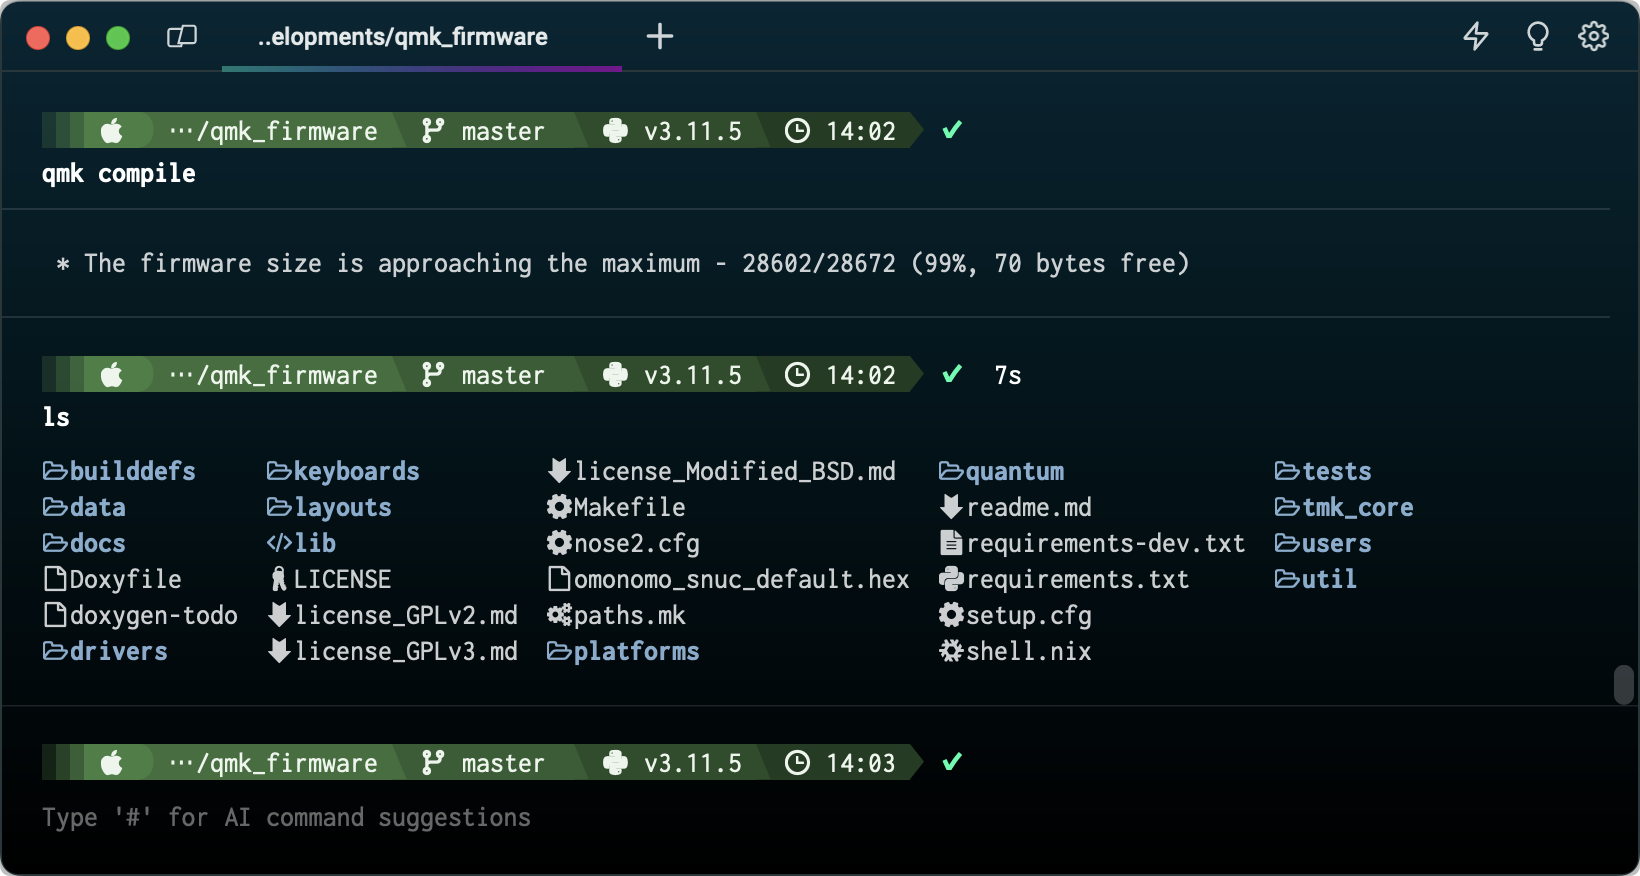 ..elopments/qmk_firmware
···/qmk_firmware master v3.11.5 14:02 ✔
qmk compile
* The firmware size is approaching the maximum - 28602/28672 (99%, 70 bytes free)
···/qmk_firmware master v3.11.5 14:02 ✔ 7s
ls
builddefs keyboards license_Modified_BSD.md quantum tests
data layouts Makefile readme.md tmk_core
docs lib nose2.cfg requirements-dev.txt users
Doxyfile LICENSE omonomo_snuc_default.hex requirements.txt util
doxygen-todo license_GPLv2.md paths.mk setup.cfg
drivers license_GPLv3.md platforms shell.nix
···/qmk_firmware master v3.11.5 14:03 ✔
Type '#' for AI command suggestions